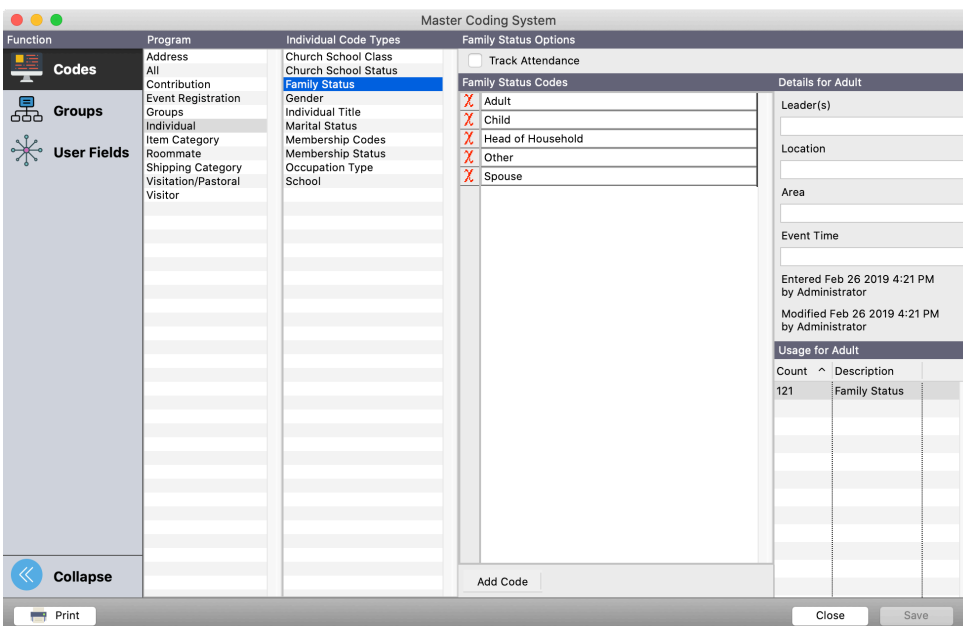 Master Coding System
Function
Codes
Groups
User Fields
Collapse
Program
Address
All
Contribution
Event Registration
Groups
Individual
Item Category
Roommate
Shipping Category
Visitation/Pastoral
Visitor
Individual Code Types
Church School Class
Church School Status
Family Status
Gender
Individual Title
Marital Status
Membership Codes
Membership Status
Occupation Type
School
Family Status Options
Track Attendance
Family Status Codes
Adult
Child
Head of Household
Other
Spouse
Add Code
Details for Adult
Leader(s)
Location
Area
Event Time
Entered Feb 26 2019 4:21 PM
by Administrator
Modified Feb 26 2019 4:21 PM
by Administrator
Usage for Adult
Count ^ Description
121 Family Status
Print
Close
Save